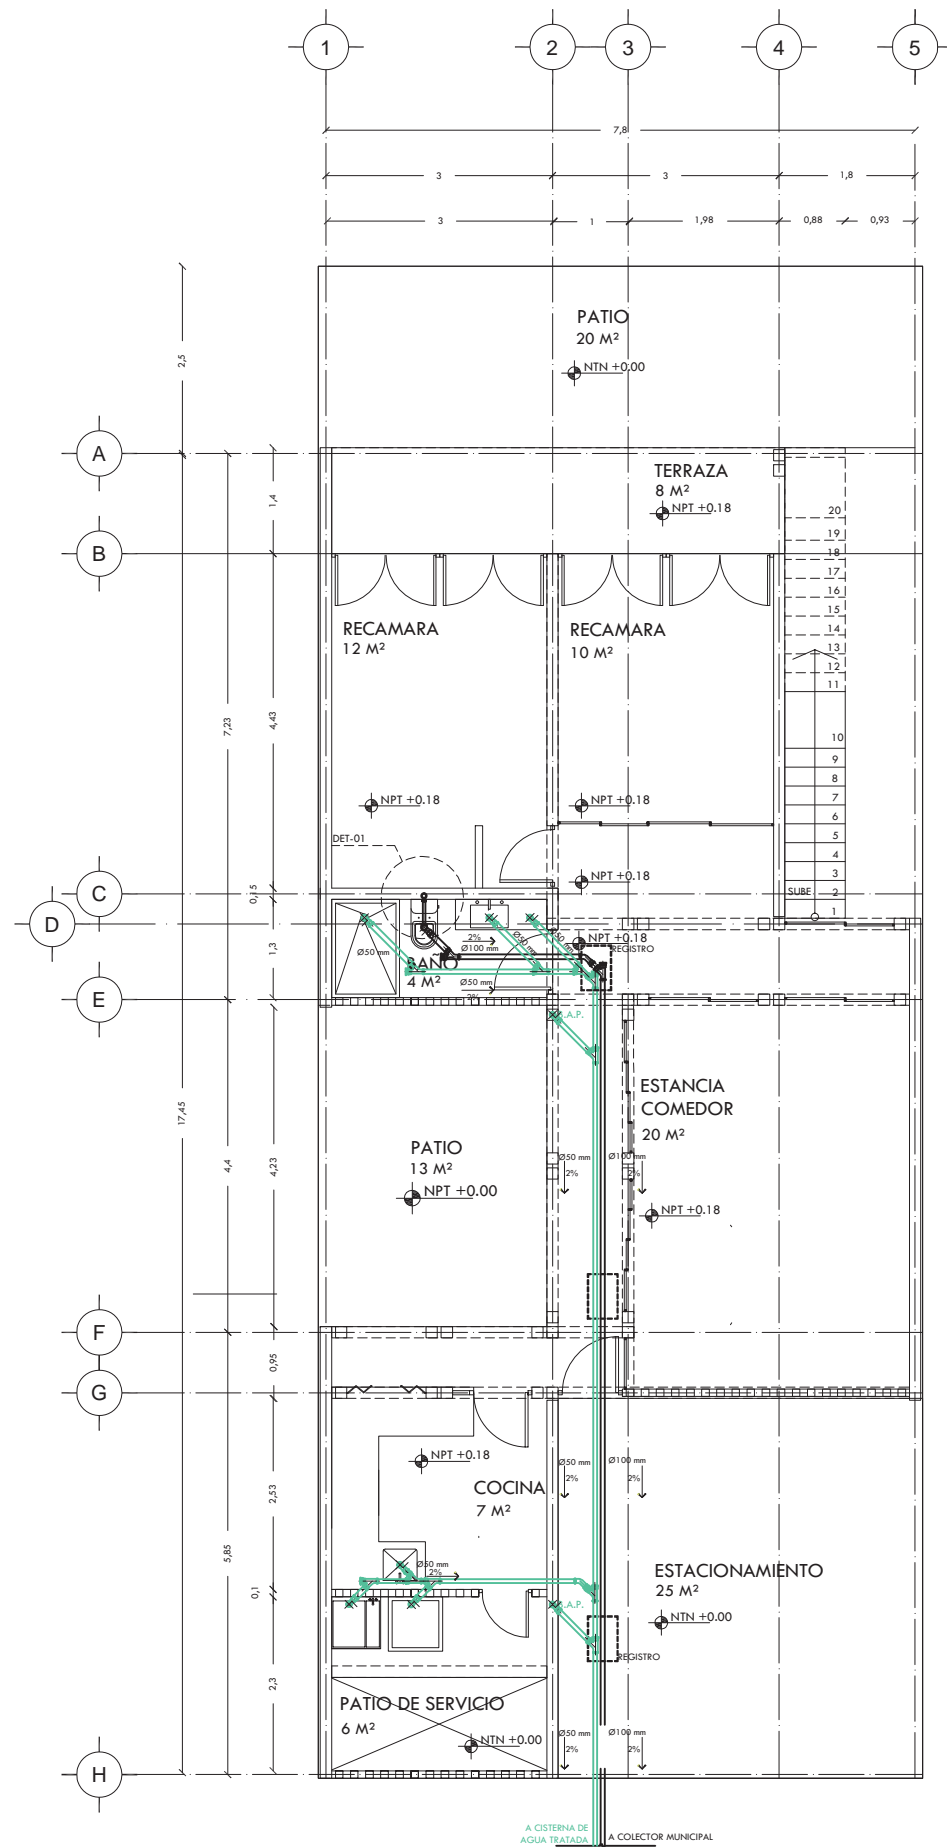 1 2 3 4 5
7,8
3 3 1,8
3 1 1,98 0,88 0,93
PATIO
20 M²
NTN +0.00
2,5
A
TERRAZA
8 M²
NPT +0.18
1,4
B
20
19
18
17
16
15
14
13
12
11
10
9
8
7
6
5
4
3
2
1
SUBE
RECAMARA
12 M²
RECAMARA
10 M²
7,23
4,43
NPT +0.18
NPT +0.18
DET-01
NPT +0.18
C
0,15
D
1,3
Ø50 mm
2%
Ø100 mm
Ø50 mm
Ø50 mm
BAÑO
4 M²
Ø50 mm
2%
NPT +0.18
REGISTRO
E
B.A.P.
17,45
ESTANCIA
COMEDOR
20 M²
PATIO
13 M²
NPT +0.00
4,4
4,23
Ø50 mm
2%
Ø100 mm
2%
NPT +0.18
F
0,95
G
NPT +0.18
COCINA
7 M²
2,53
Ø50 mm
2%
Ø100 mm
2%
5,85
0,1
Ø50 mm
2%
ESTACIONAMIENTO
25 M²
NTN +0.00
B.A.P.
REGISTRO
2,3
PATIO DE SERVICIO
6 M²
NTN +0.00
Ø50 mm
2%
Ø100 mm
2%
H
A CISTERNA DE
AGUA TRATADA
A COLECTOR MUNICIPAL